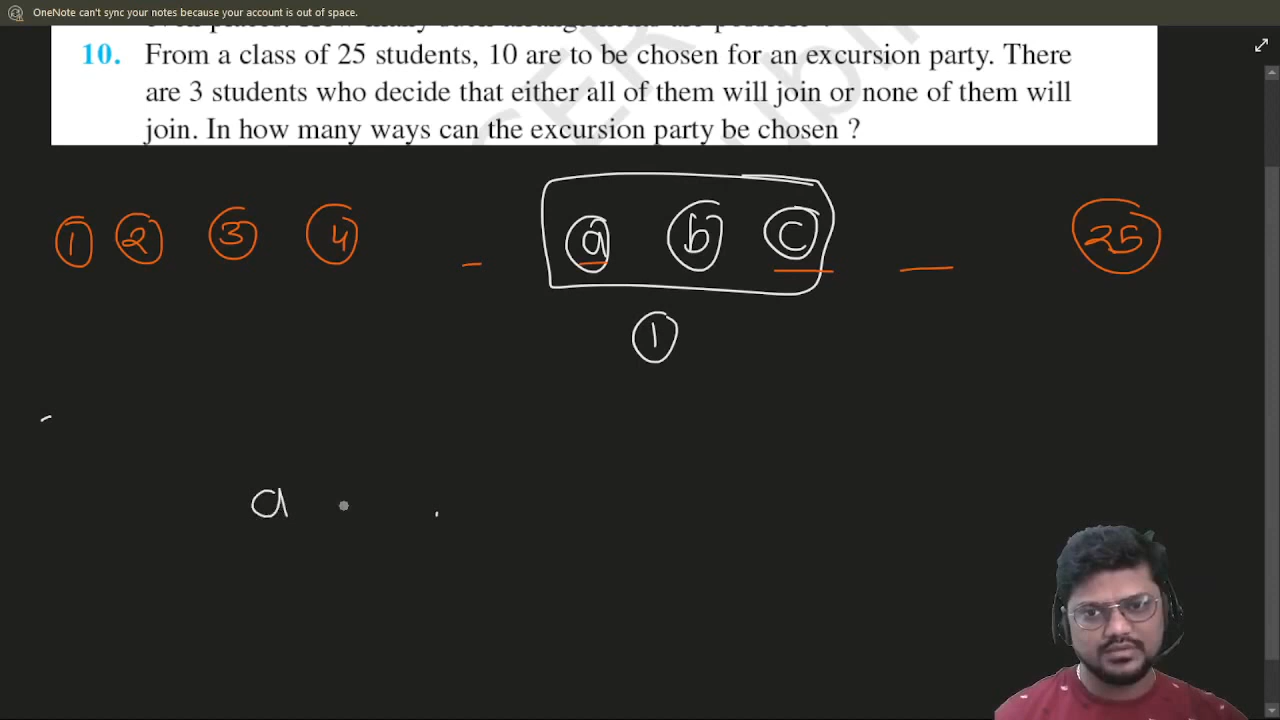 OneNote can't sync your notes because your account is out of space.
10. From a class of 25 students, 10 are to be chosen for an excursion party. There
are 3 students who decide that either all of them will join or none of them will
join. In how many ways can the excursion party be chosen ?
1 2 3 4 - a b c — 25
1
a